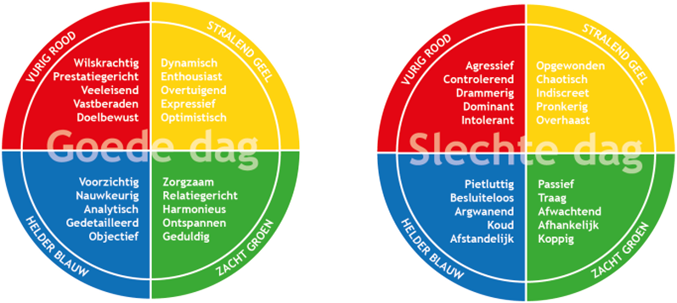 VURIG ROOD
STRALEND GEEL
Wilskrachtig
Prestatiegericht
Veeleisend
Vastberaden
Doelbewust
Dynamisch
Enthousiast
Overtuigend
Expressief
Optimistisch
Goede dag
Voorzichtig
Nauwkeurig
Analytisch
Gedetailleerd
Objectief
Zorgzaam
Relatiegericht
Harmonieus
Ontspannen
Geduldig
HELDER BLAUW
ZACHT GROEN
VURIG ROOD
STRALEND GEEL
Agressief
Controlerend
Drammerig
Dominant
Intolerant
Opgewonden
Chaotisch
Indiscreet
Pronkerig
Overhaast
Slechte dag
Pietluttig
Besluiteloos
Argwanend
Koud
Afstandelijk
Passief
Traag
Afwachtend
Afhankelijk
Koppig
HELDER BLAUW
ZACHT GROEN